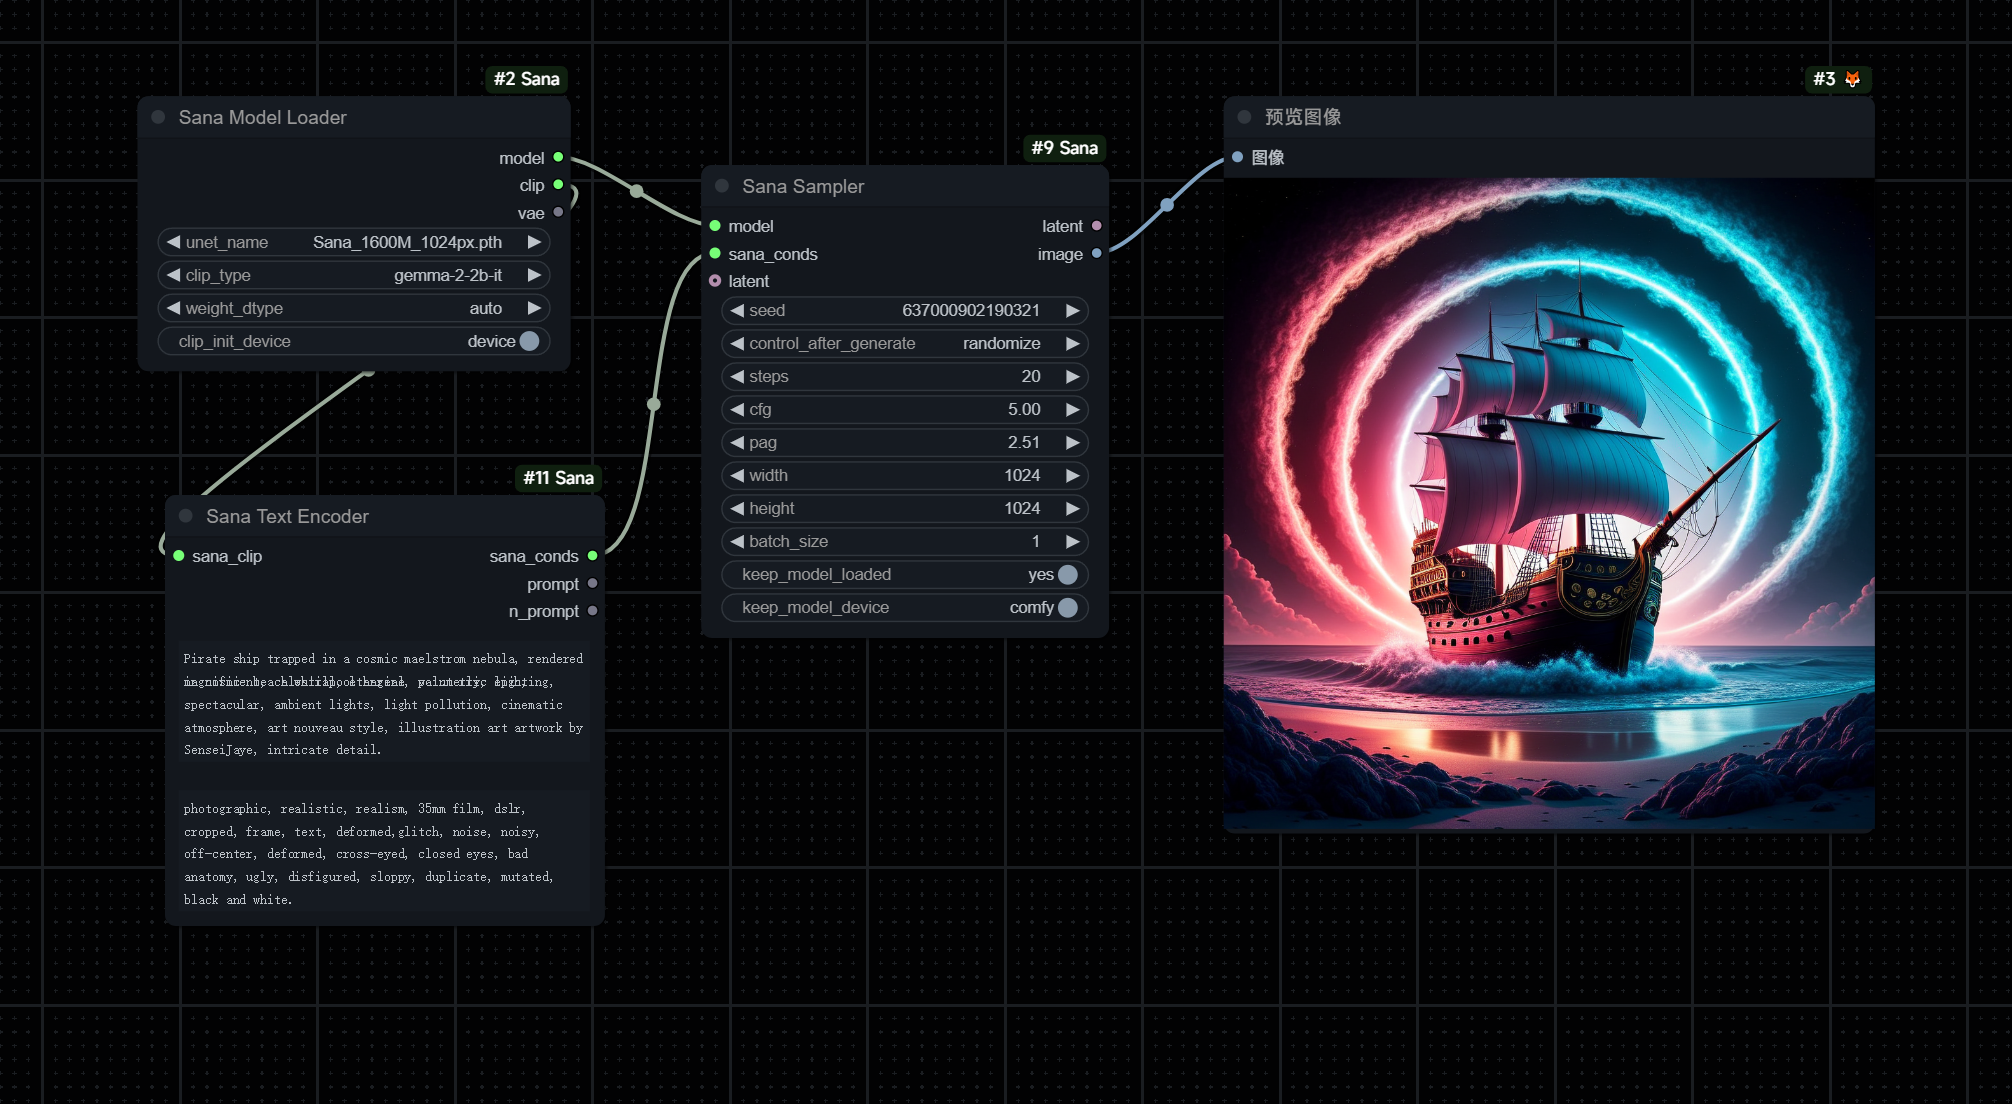 #2 Sana
Sana Model Loader
model
clip
vae
unet_name Sana_1600M_1024px.pth
clip_type gemma-2-2b-it
weight_dtype auto
clip_init_device device
#11 Sana
Sana Text Encoder
sana_clip sana_conds
prompt
n_prompt
Pirate ship trapped in a cosmic maelstrom nebula, rendered
spectacular, ambient lights, light pollution, cinematic
atmosphere, art nouveau style, illustration art artwork by
SenseiJaye, intricate detail.
photographic, realistic, realism, 35mm film, dslr,
cropped, frame, text, deformed,glitch, noise, noisy,
off-center, deformed, cross-eyed, closed eyes, bad
anatomy, ugly, disfigured, sloppy, duplicate, mutated,
black and white.
#9 Sana
Sana Sampler
model latent
sana_conds image
latent
seed 637000902190321
control_after_generate randomize
steps 20
cfg 5.00
pag 2.51
width 1024
height 1024
batch_size 1
keep_model_loaded yes
keep_model_device comfy
#3
预览图像
图像